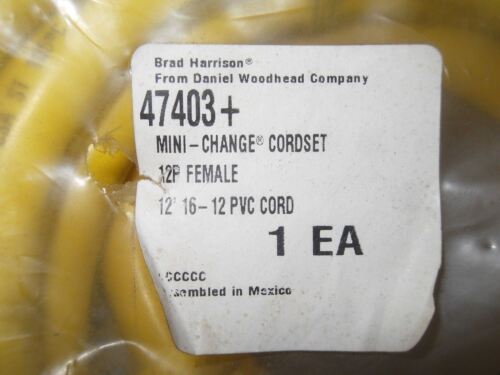 Brad Harrison®
From Daniel Woodhead Company
47403+
MINI-CHANGE® CORDSET
12P FEMALE
12' 16-12 PVC CORD
1 EA
CCCCC
in Mexico